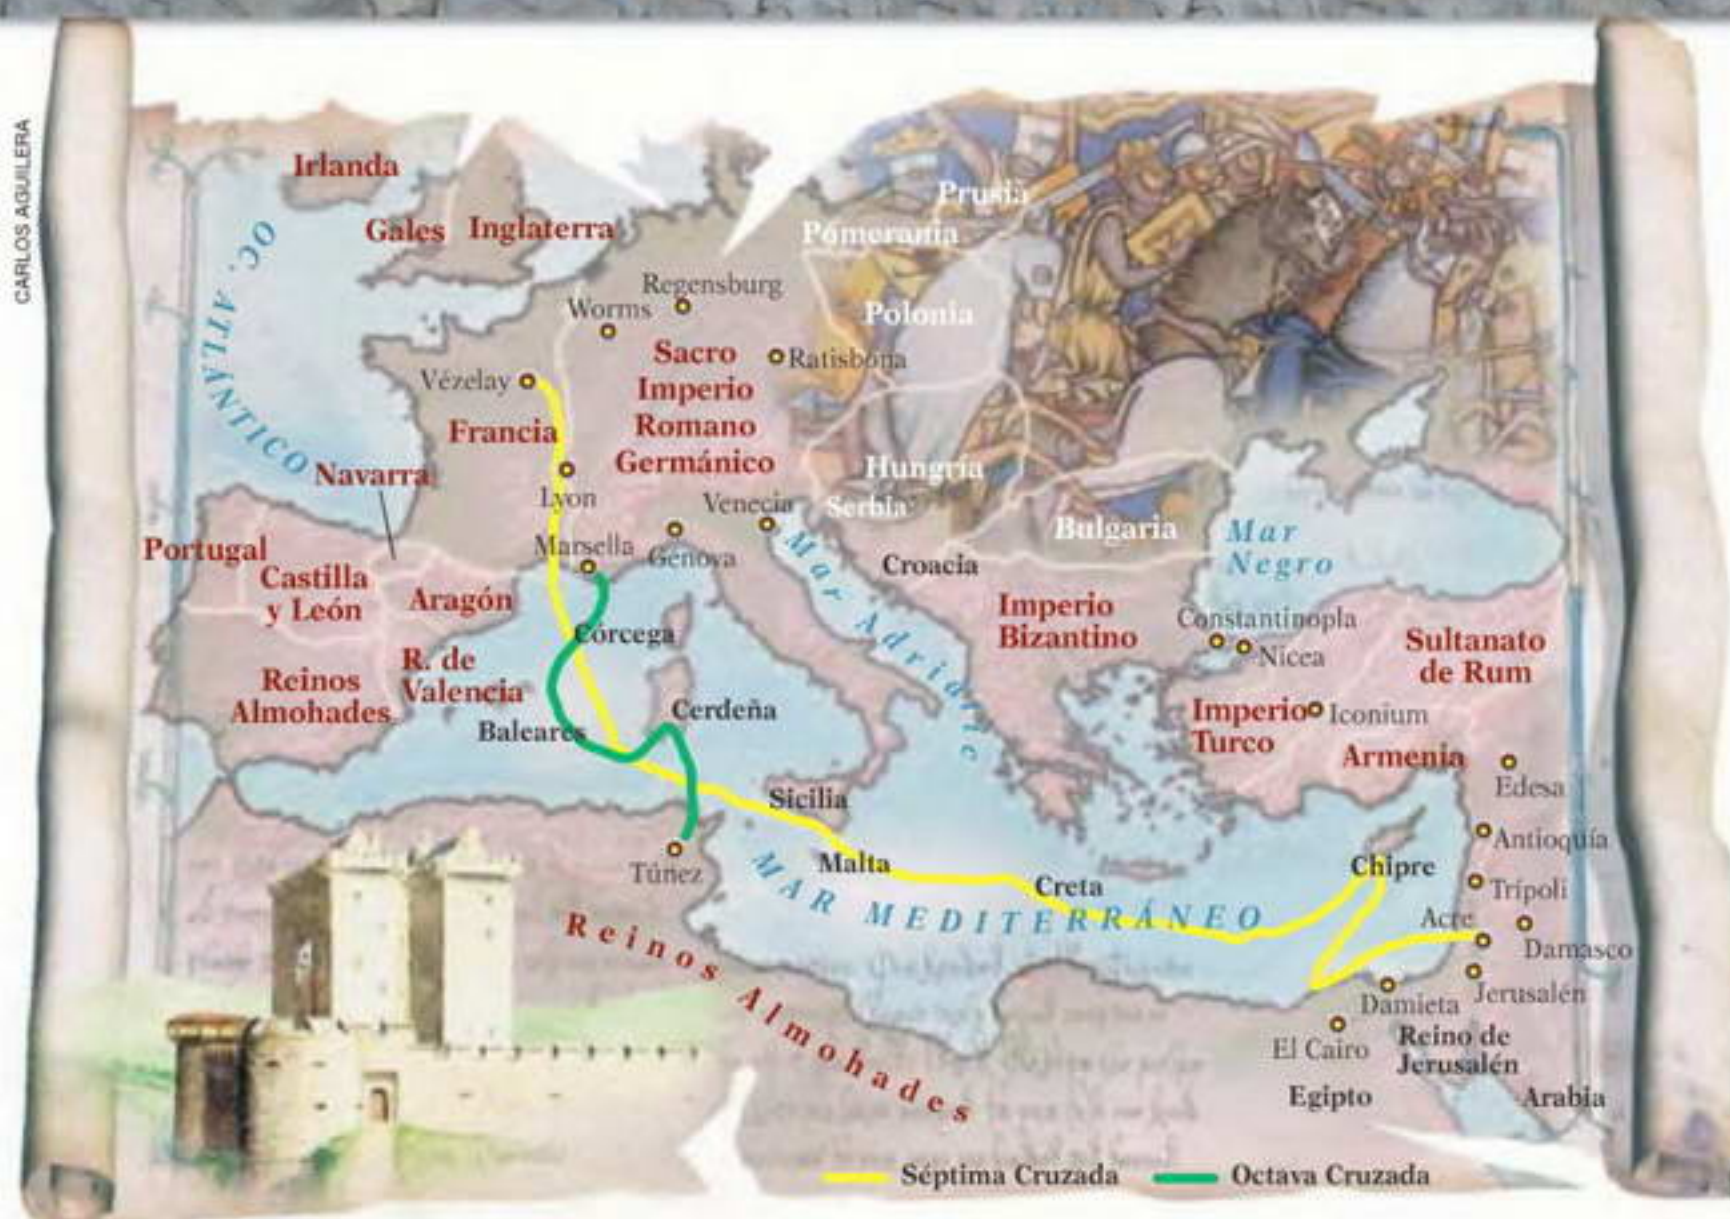 CARLOS AGUILERA
Irlanda
Gales
Inglaterra
OC. ATLANTICO
Prusia
Pomerania
Regensburg
Worms
Polonia
Sacro
Imperio
Romano
Germánico
Ratisbona
Vézelay
Francia
Navarra
Lyon
Venecia
Hungría
Serbia
Bulgaria
Mar
Negro
Portugal
Castilla
y León
Aragón
Marsella
Génova
Mar Adriatic
Croacia
Imperio
Bizantino
Constantinopla
Nicea
Sultanato
de Rum
Córcega
R. de
Valencia
Reinos
Almohades
Baleares
Cerdeña
Imperio
Turco
Iconium
Armenia
Edesa
Sicilia
Antioquía
Túnez
Malta
Creta
Chipre
Trípoli
MAR MEDITERRÁNEO
Acre
Damasco
Reinos Almohades
Damieta
Jerusalén
El Cairo
Reino de
Jerusalén
Egipto
Arabia
Séptima Cruzada
Octava Cruzada